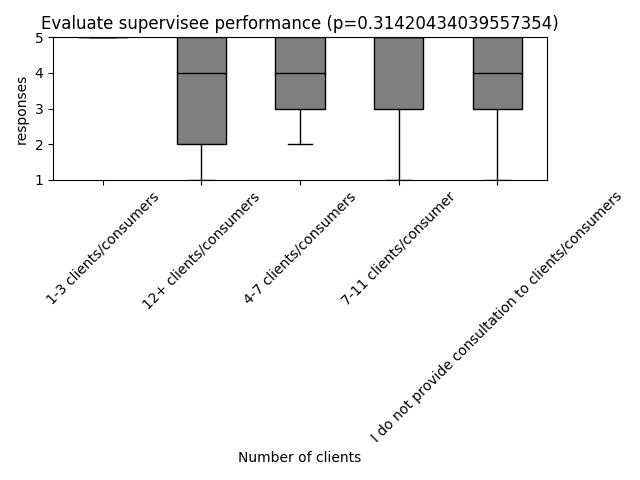 Evaluate supervisee performance (p=0.31420434039557354)
5
4
3
2
1
responses
1-3 clients/consumers
12+ clients/consumers
4-7 clients/consumers
7-11 clients/consumer
I do not provide consultation to clients/consumers
Number of clients